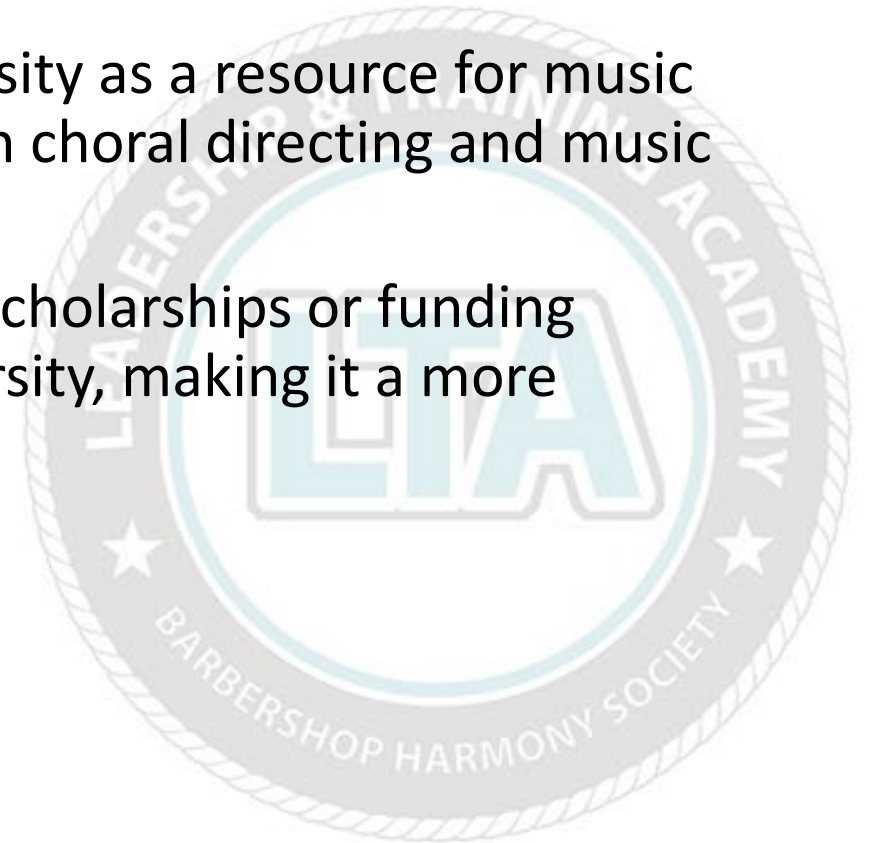 sity as a resource for music
n choral directing and music
cholarships or funding
rsity, making it a more
LEADERSHIP & TRAINING ACADEMY
LTA
BARBERSHOP HARMONY SOCIETY